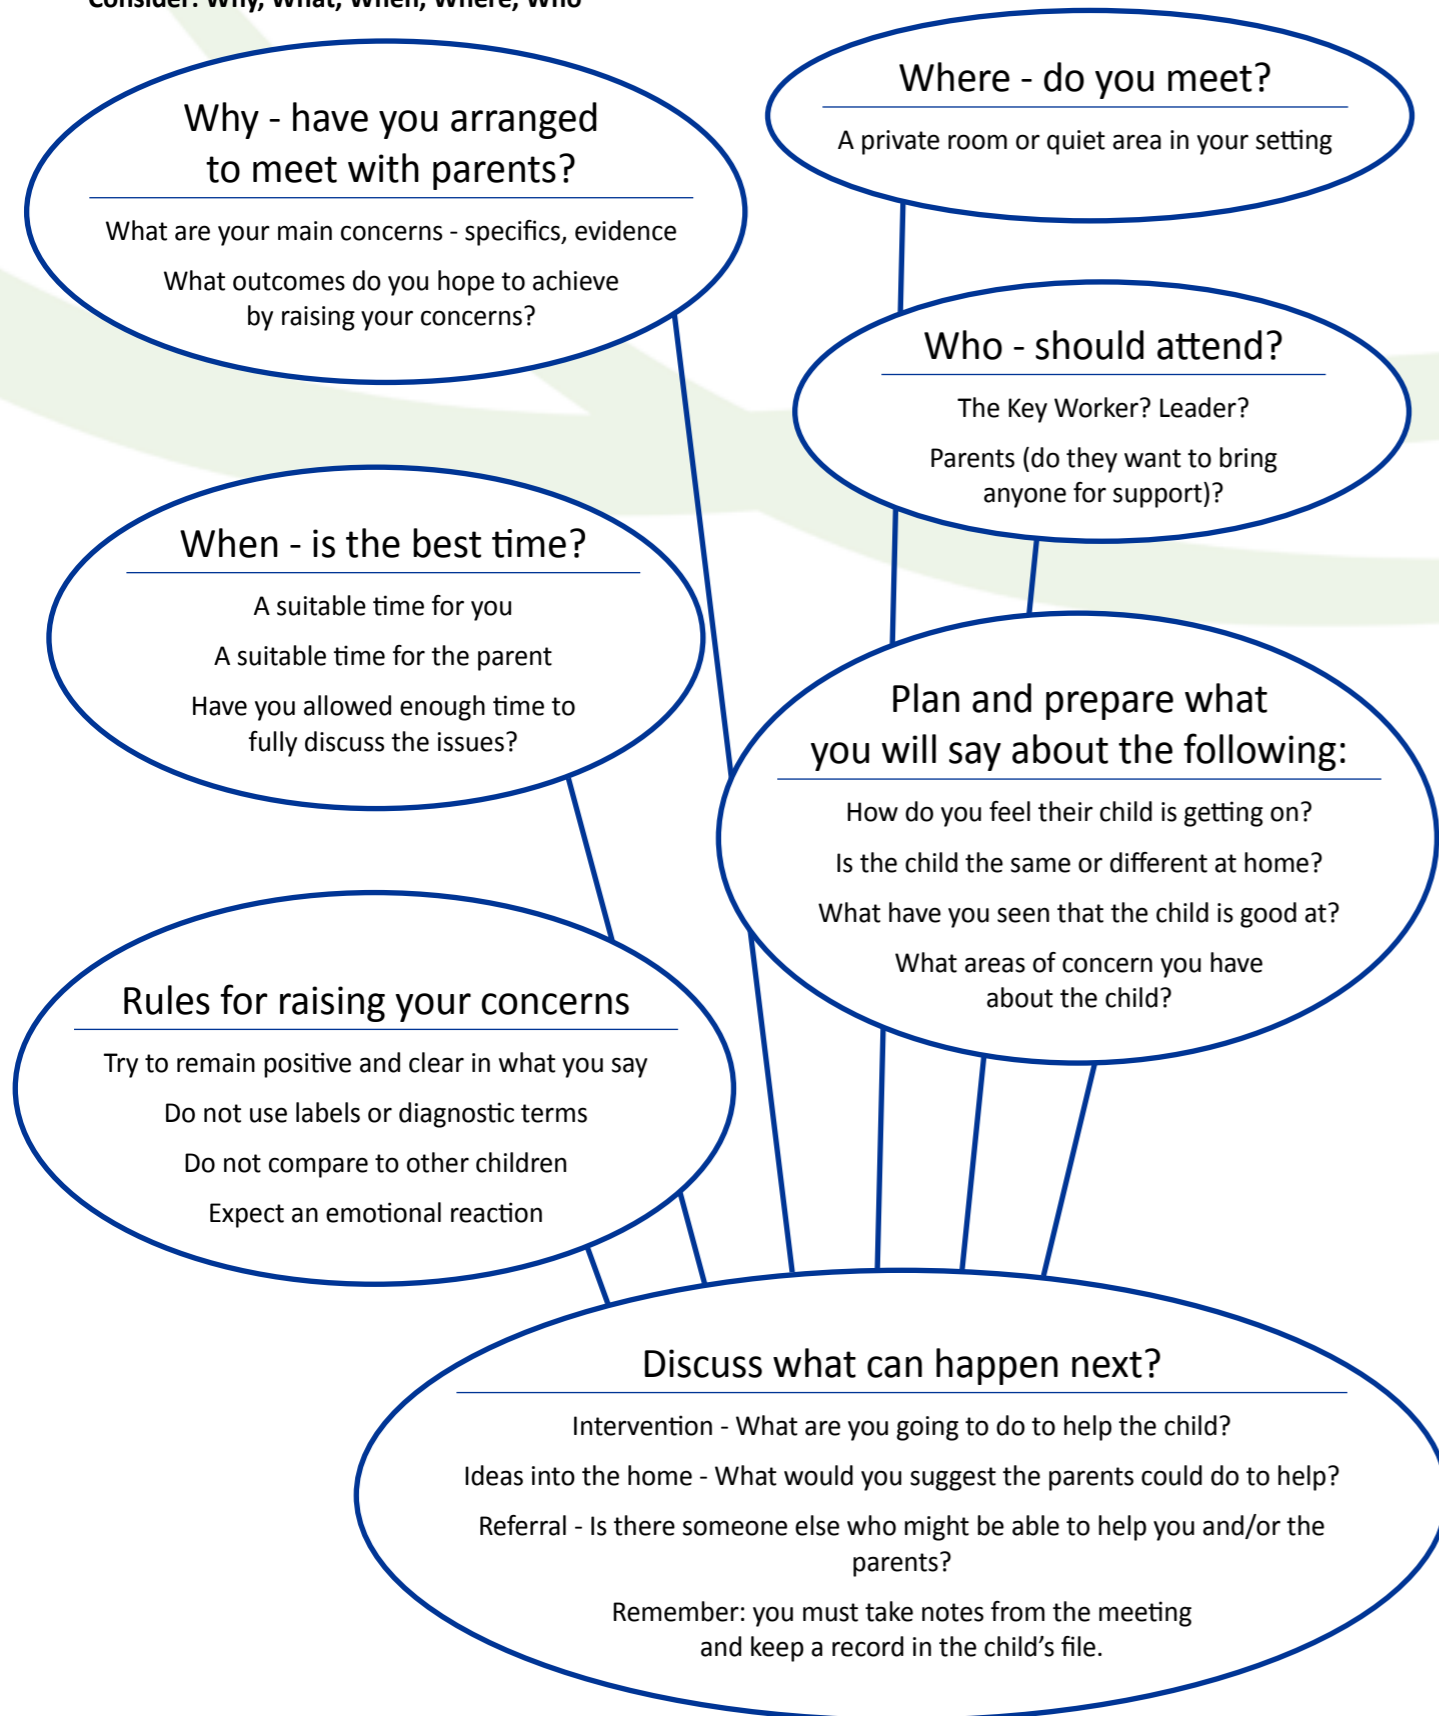 Consider: Why, What, When, Where, Who
Why - have you arranged
to meet with parents?
What are your main concerns - specifics, evidence
What outcomes do you hope to achieve
by raising your concerns?
Where - do you meet?
A private room or quiet area in your setting
Who - should attend?
The Key Worker? Leader?
Parents (do they want to bring
anyone for support)?
When - is the best time?
A suitable time for you
A suitable time for the parent
Have you allowed enough time to
fully discuss the issues?
Plan and prepare what
you will say about the following:
How do you feel their child is getting on?
Is the child the same or different at home?
What have you seen that the child is good at?
What areas of concern you have
about the child?
Rules for raising your concerns
Try to remain positive and clear in what you say
Do not use labels or diagnostic terms
Do not compare to other children
Expect an emotional reaction
Discuss what can happen next?
Intervention - What are you going to do to help the child?
Ideas into the home - What would you suggest the parents could do to help?
Referral - Is there someone else who might be able to help you and/or the
parents?
Remember: you must take notes from the meeting
and keep a record in the child's file.